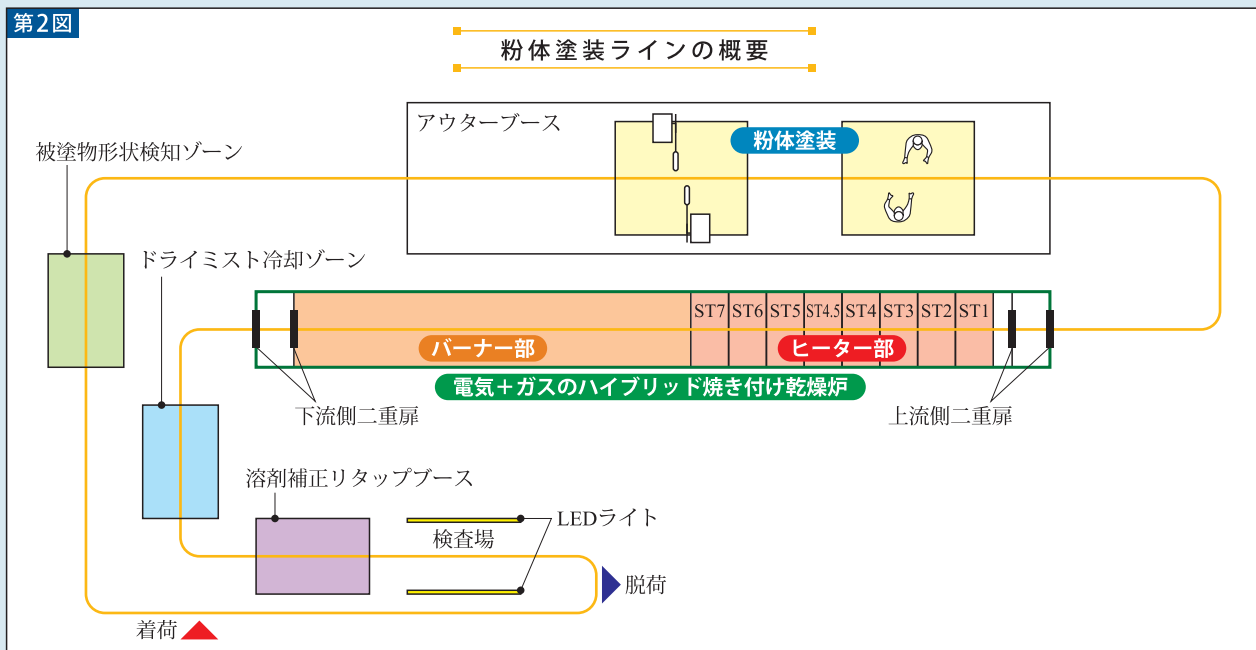 第2図
粉体塗装ラインの概要
アウターブース
粉体塗装
被塗物形状検知ゾーン
ドライミスト冷却ゾーン
ST7 ST6 ST5 ST4.5 ST4 ST3 ST2 ST1
バーナー部
ヒーター部
電気+ガスのハイブリッド焼き付け乾燥炉
下流側二重扉
上流側二重扉
溶剤補正リタップブース
LEDライト
検査場
脱荷
着荷